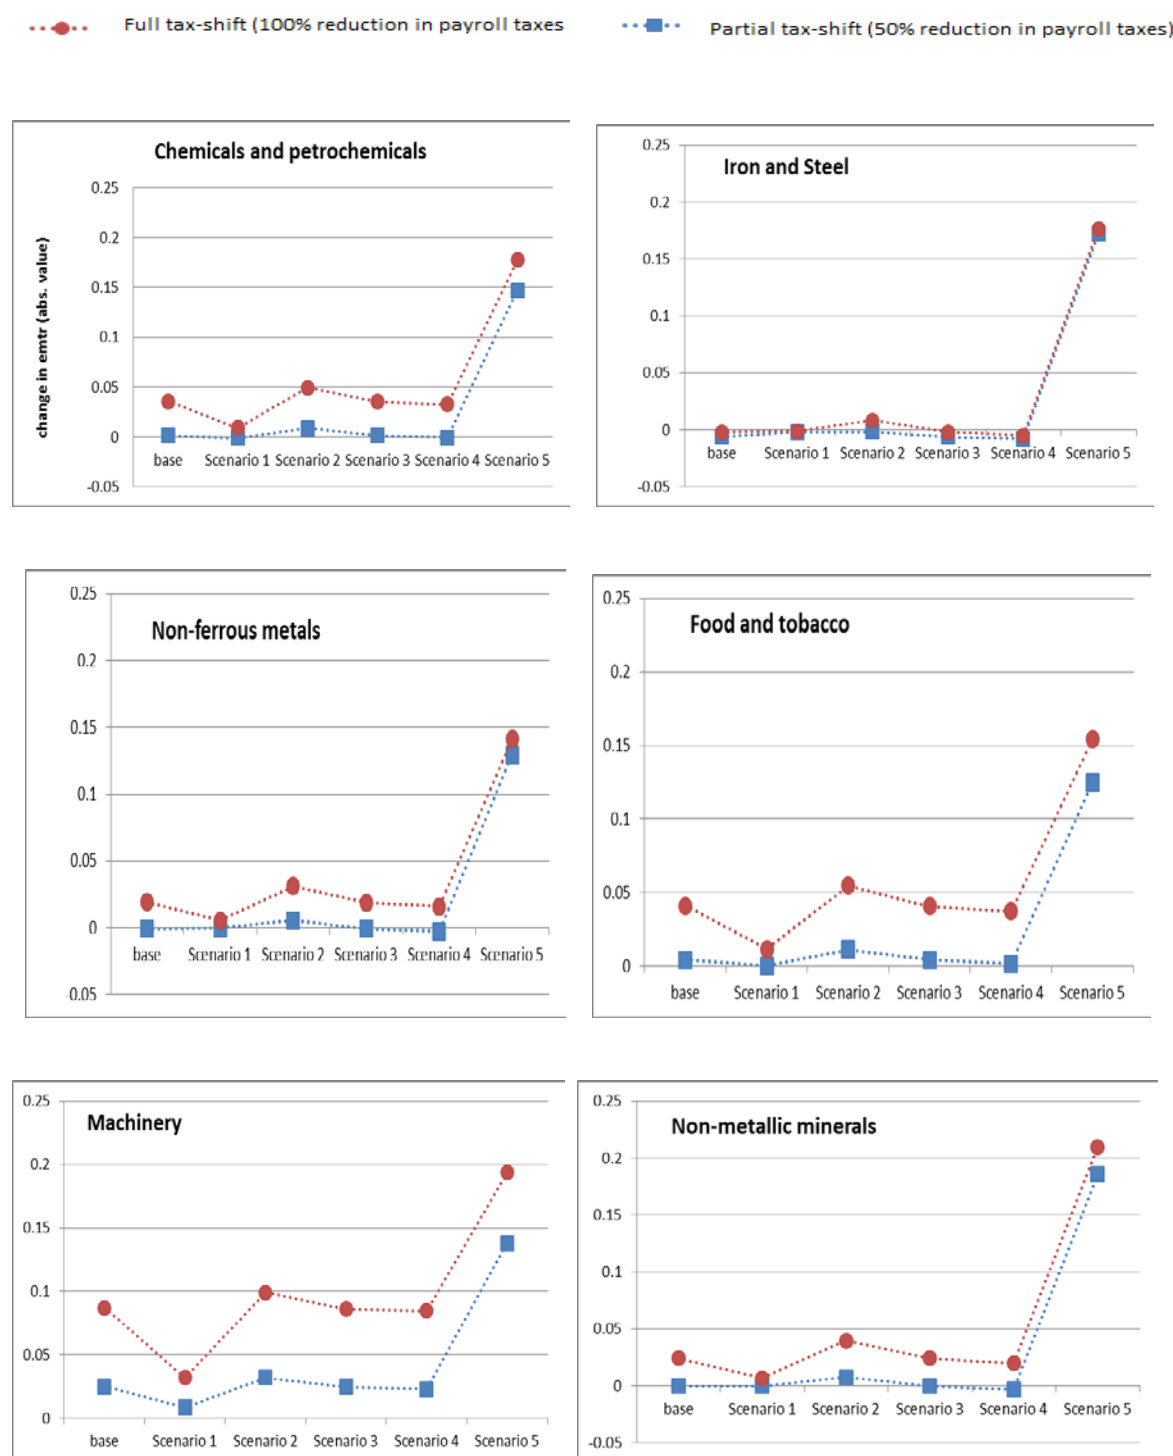 Full tax-shift (100% reduction in payroll taxes
Partial tax-shift (50% reduction in payroll taxes)
Chemicals and petrochemicals
change in emtr (abs. value)
0.25
0.2
0.15
0.1
0.05
0
-0.05
base Scenario 1 Scenario 2 Scenario 3 Scenario 4 Scenario 5
Iron and Steel
0.25
0.2
0.15
0.1
0.05
0
-0.05
base Scenario 1 Scenario 2 Scenario 3 Scenario 4 Scenario 5
Non-ferrous metals
0.25
0.2
0.15
0.1
0.05
0
-0.05
base Scenario 1 Scenario 2 Scenario 3 Scenario 4 Scenario 5
Food and tobacco
0.25
0.2
0.15
0.1
0.05
0
base Scenario 1 Scenario 2 Scenario 3 Scenario 4 Scenario 5
Machinery
0.25
0.2
0.15
0.1
0.05
0
base Scenario 1 Scenario 2 Scenario 3 Scenario 4 Scenario 5
Non-metallic minerals
0.25
0.2
0.15
0.1
0.05
0
-0.05
base Scenario 1 Scenario 2 Scenario 3 Scenario 4 Scenario 5